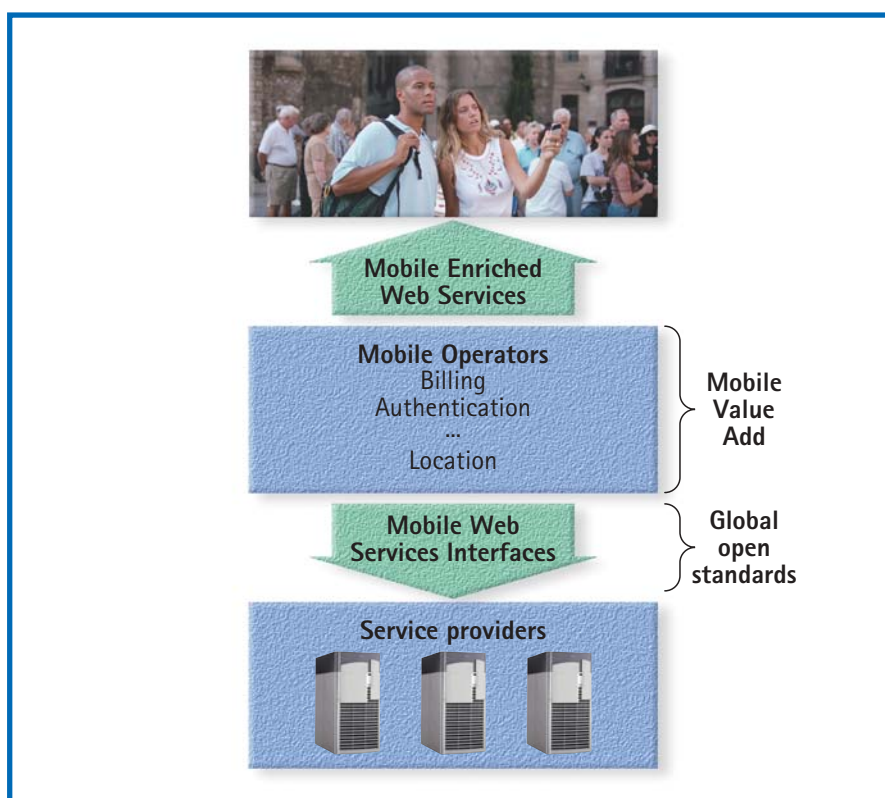 Mobile Enriched
Web Services
Mobile Operators
Billing
Authentication
...
Location
Mobile
Value
Add
Mobile Web
Services Interfaces
Global
open
standards
Service providers